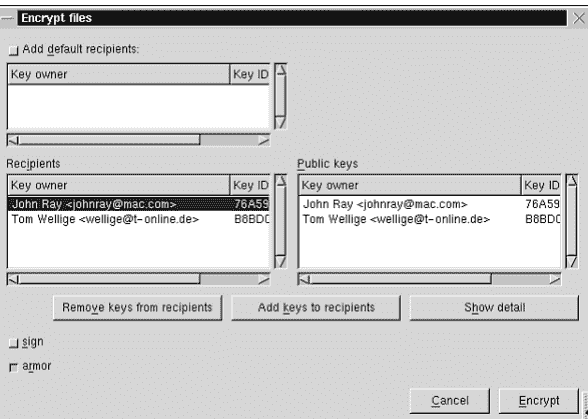 Encrypt files
Add default recipients:
Key owner Key ID
Recipients Public keys
Key owner Key ID Key owner Key ID
John Ray <johnray@mac.com> 76A59 John Ray <johnray@mac.com> 76A59
Tom Wellige <wellige@t-online.de> B8BDC Tom Wellige <wellige@t-online.de> B8BDC
Remove keys from recipients Add keys to recipients Show detail
sign
armor
Cancel Encrypt